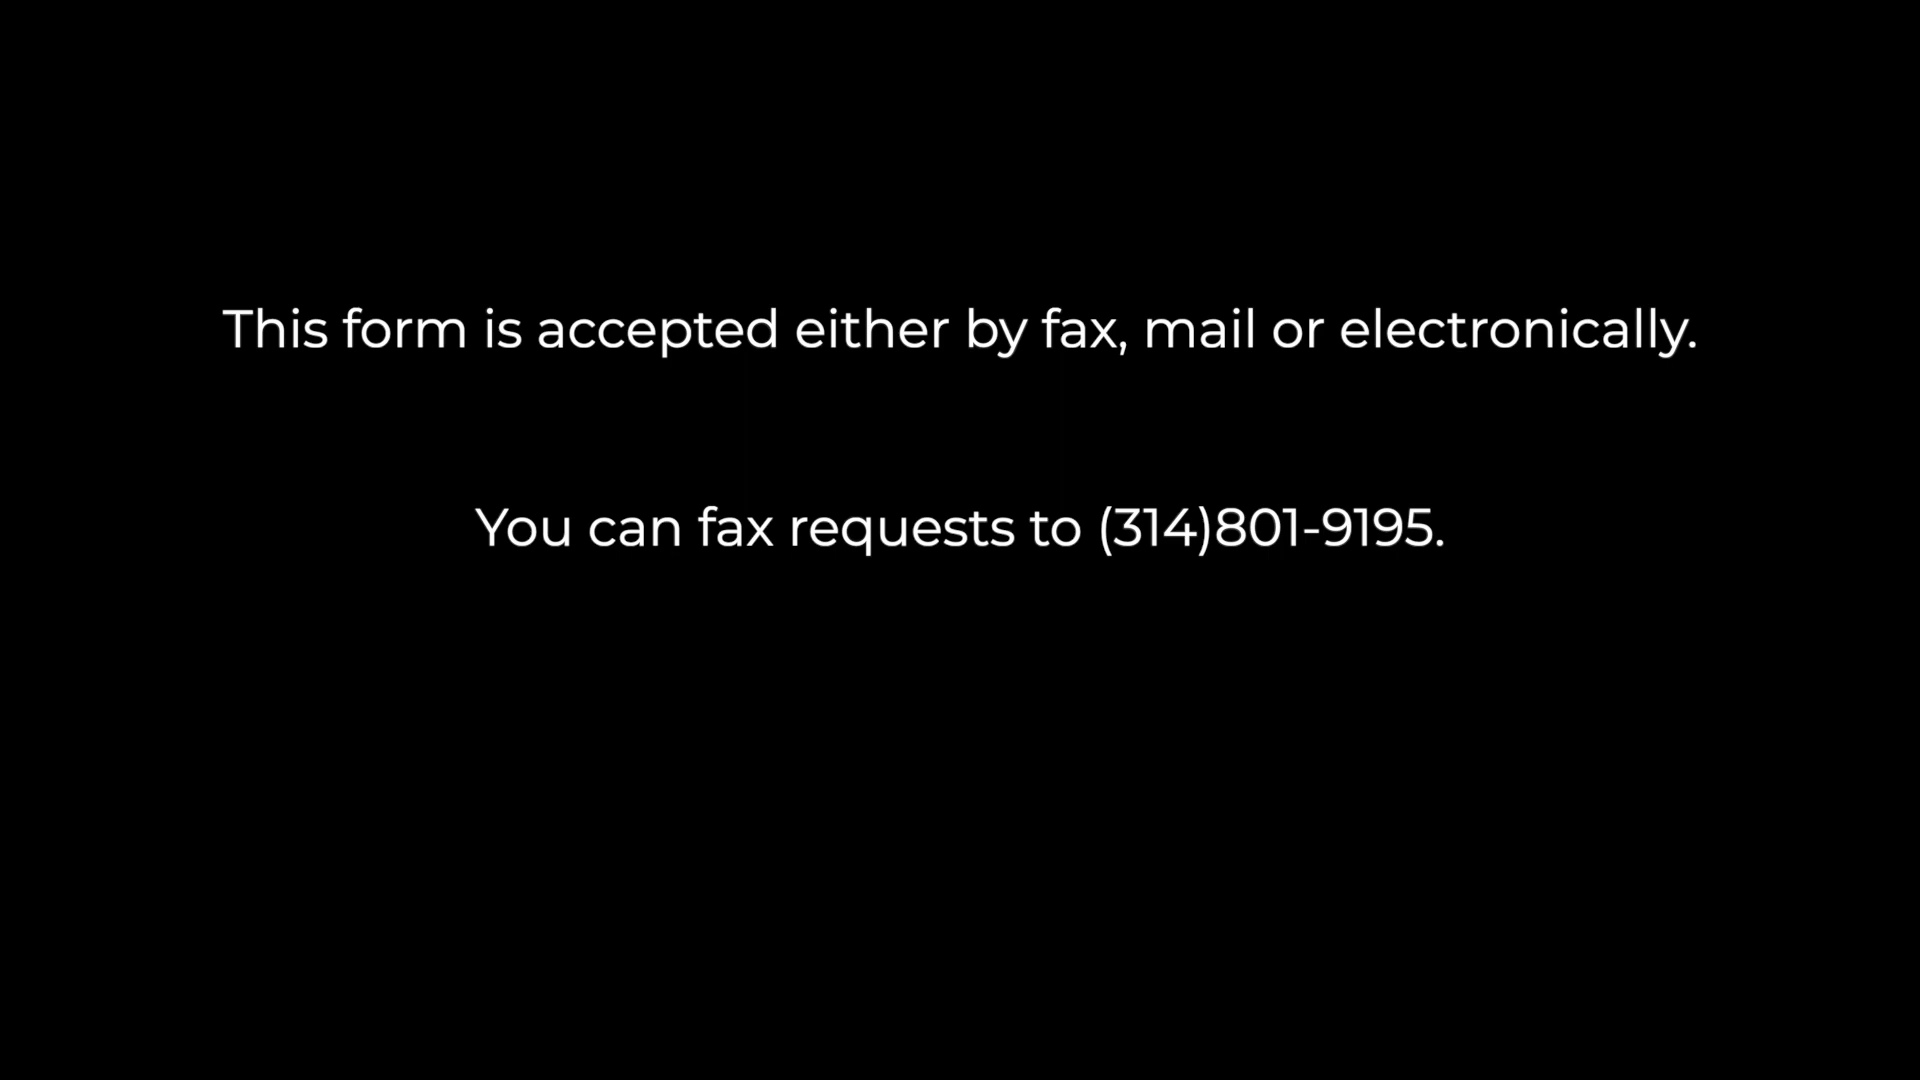 This form is accepted either by fax, mail or electronically.
You can fax requests to (314)801-9195.